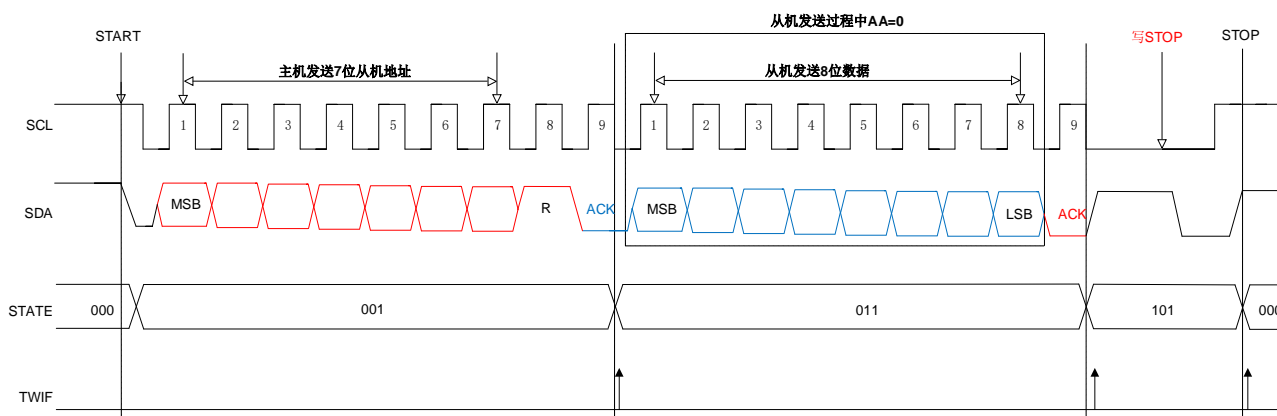 从机发送过程中AA=0
START
写STOP
STOP
主机发送7位从机地址
从机发送8位数据
SCL
1 2 3 4 5 6 7 8 9 1 2 3 4 5 6 7 8 9
SDA
MSB
R
ACK
MSB
LSB
ACK
STATE
000
001
011
101
000
TWIF